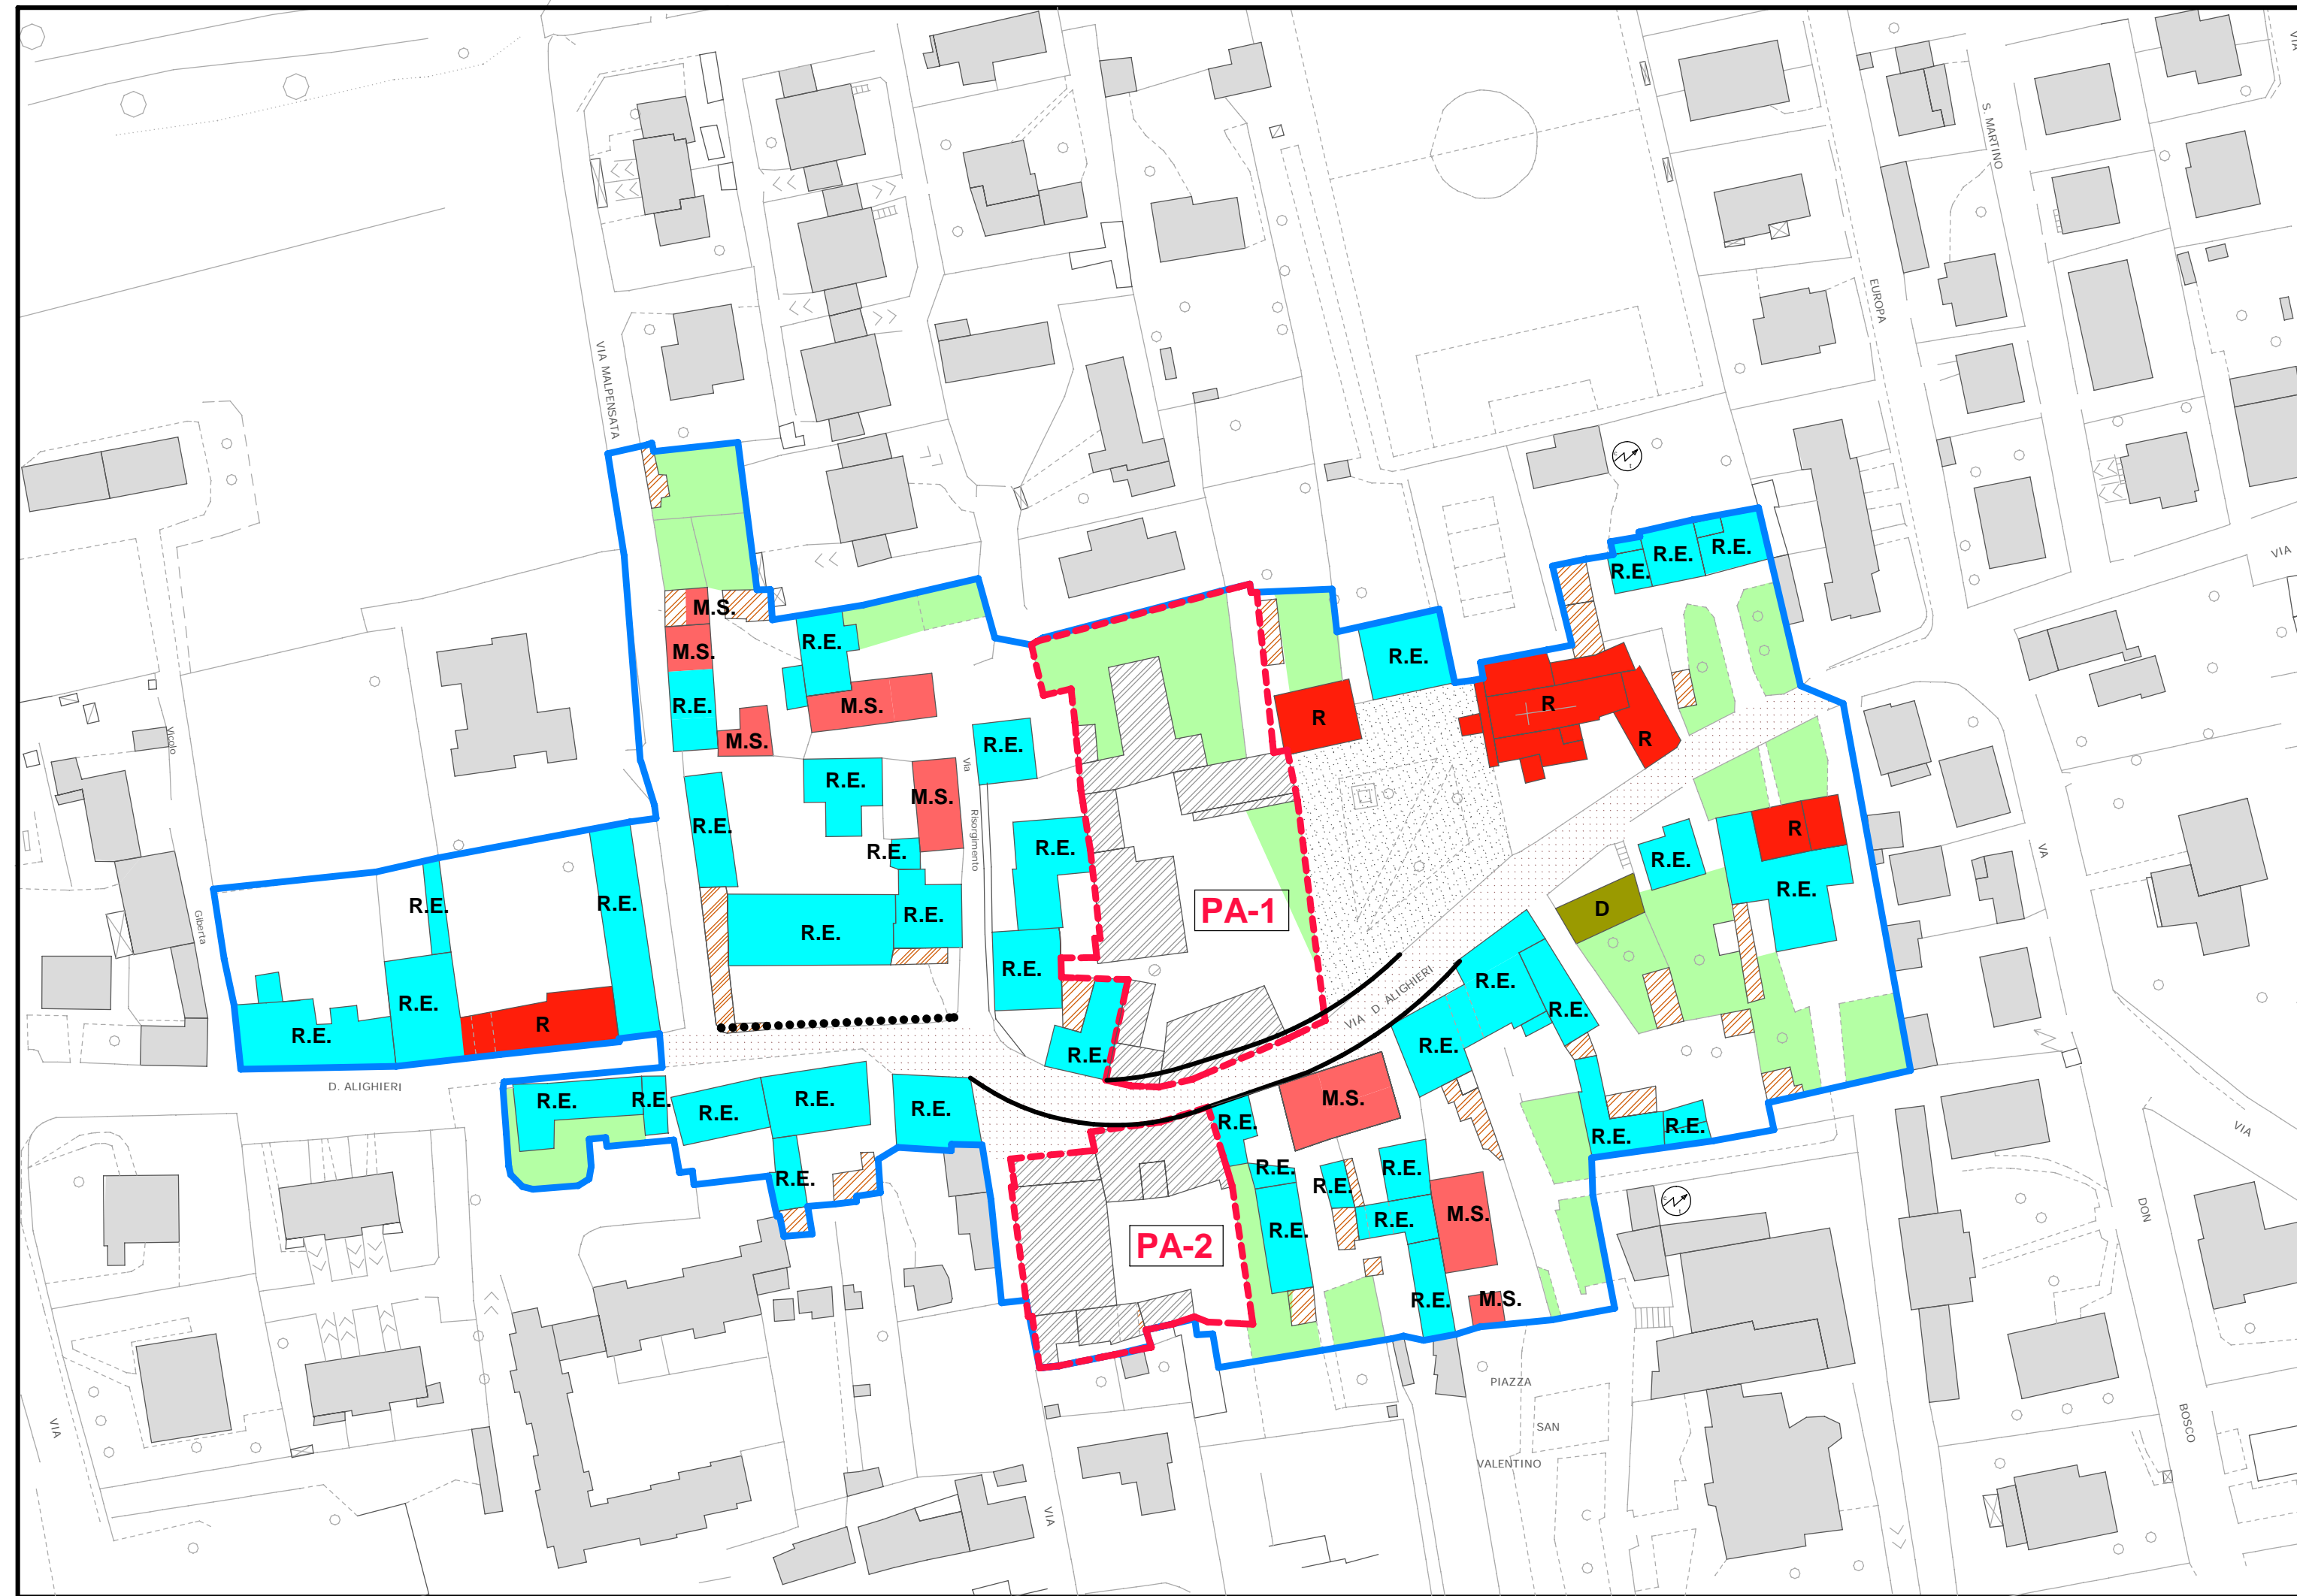 VIA
S. MARTINO
EUROPA
VIA MALPENSATA
VIA
R.E.
R.E.
R.E.
M.S.
M.S.
R.E.
R.E.
R.E.
M.S.
M.S.
R.E.
R
R
R
Vicolo
Via
Risorgimento
R.E.
R.E.
M.S.
R.E.
R.E.
R.E.
R
R.E.
R.E.
VIA
R.E.
R.E.
D
PA-1
R.E.
R.E.
Giberta
R.E.
R.E.
R.E.
R.E.
R.E.
R
R.E.
VIA D. ALIGHIERI
R.E.
R.E.
D. ALIGHIERI
R.E.
R.E.
R.E.
R.E.
R.E.
M.S.
R.E.
R.E.
R.E.
VIA
R.E.
R.E.
R.E.
R.E.
R.E.
R.E.
M.S.
DON
PA-2
R.E.
R.E.
M.S.
PIAZZA
SAN
VALENTINO
BOSCO
VIA
VIA